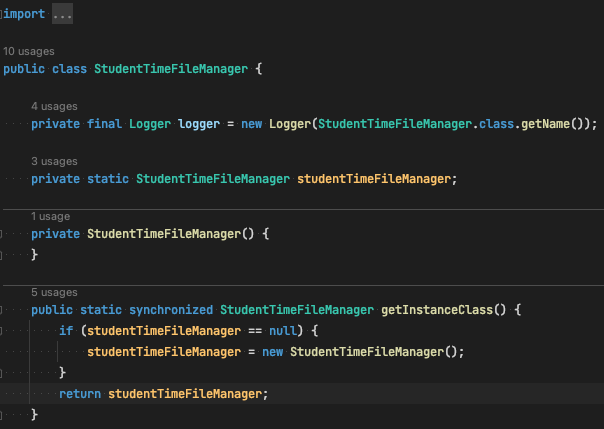 import ...
10 usages
public class StudentTimeFileManager {
4 usages
private final Logger logger = new Logger(StudentTimeFileManager.class.getName());
3 usages
private static StudentTimeFileManager studentTimeFileManager;
1 usage
private StudentTimeFileManager() {
}
5 usages
public static synchronized StudentTimeFileManager getInstanceClass() {
if (studentTimeFileManager == null) {
studentTimeFileManager = new StudentTimeFileManager();
}
return studentTimeFileManager;
}